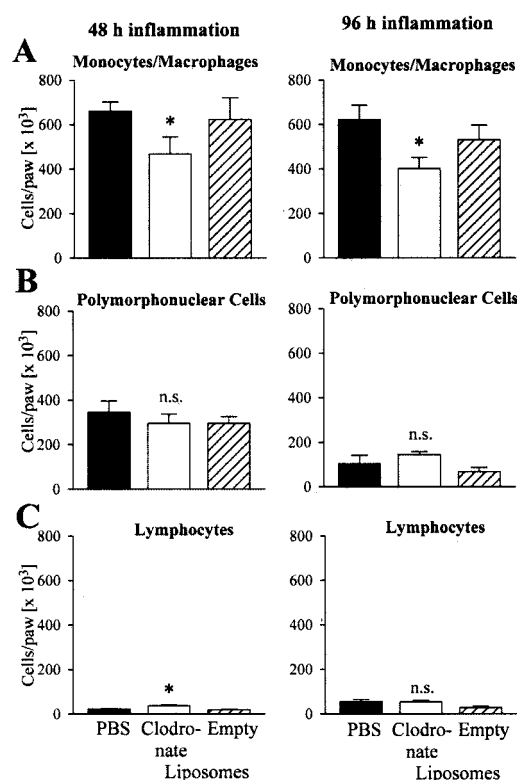 48 h inflammation
96 h inflammation
A
Monocytes/Macrophages
Monocytes/Macrophages
800
600
400
200
0
Cells/paw [x 10³]
*
800
600
400
200
0
*
B
Polymorphonuclear Cells
Polymorphonuclear Cells
800
600
400
200
0
Cells/paw [x 10³]
n.s.
800
600
400
200
0
n.s.
C
Lymphocytes
Lymphocytes
800
600
400
200
0
Cells/paw [x 10³]
*
800
600
400
200
0
n.s.
PBS Clodro- Empty
nate
Liposomes
PBS Clodro- Empty
nate
Liposomes